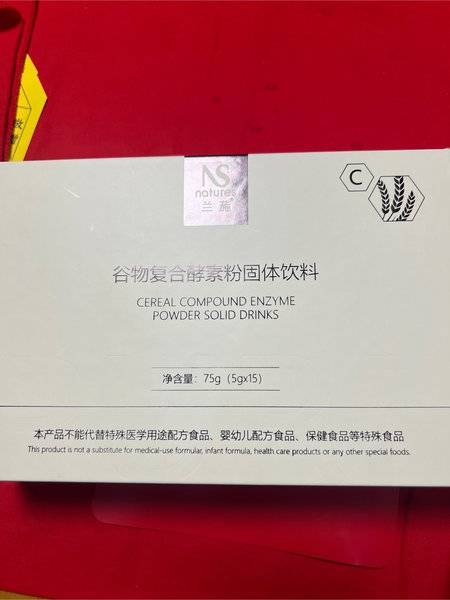 NS
natures
兰蓝®
C
谷物复合酵素粉固体饮料
CEREAL COMPOUND ENZYME
POWDER SOLID DRINKS
净含量：75g（5gx15）
本产品不能代替特殊医学用途配方食品、婴幼儿配方食品、保健食品等特殊食品
This product is not a substitute for medical-use formular, infant formula, health care products or any other special foods.